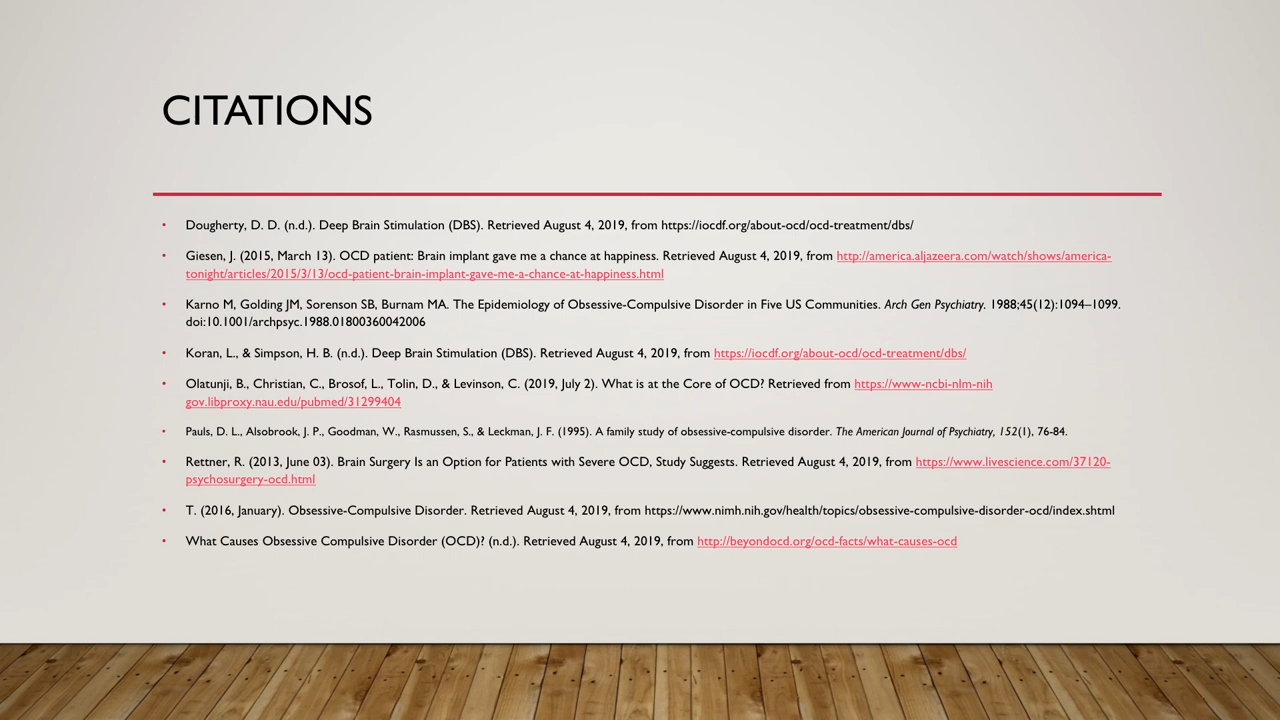 CITATIONS
• Dougherty, D. D. (n.d.). Deep Brain Stimulation (DBS). Retrieved August 4, 2019, from https://iocdf.org/about-ocd/ocd-treatment/dbs/
• Giesen, J. (2015, March 13). OCD patient: Brain implant gave me a chance at happiness. Retrieved August 4, 2019, from http://america.aljazeera.com/watch/shows/america-
tonight/articles/2015/3/13/ocd-patient-brain-implant-gave-me-a-chance-at-happiness.html
• Karno M, Golding JM, Sorenson SB, Burnam MA. The Epidemiology of Obsessive-Compulsive Disorder in Five US Communities. Arch Gen Psychiatry. 1988;45(12):1094–1099.
doi:10.1001/archpsyc.1988.01800360042006
• Koran, L., & Simpson, H. B. (n.d.). Deep Brain Stimulation (DBS). Retrieved August 4, 2019, from https://iocdf.org/about-ocd/ocd-treatment/dbs/
• Olatunji, B., Christian, C., Brosof, L., Tolin, D., & Levinson, C. (2019, July 2). What is at the Core of OCD? Retrieved from https://www-ncbi-nlm-nih
gov.libproxy.nau.edu/pubmed/31299404
• Pauls, D. L., Alsobrook, J. P., Goodman, W., Rasmussen, S., & Leckman, J. F. (1995). A family study of obsessive-compulsive disorder. The American Journal of Psychiatry, 152(1), 76-84.
• Rettner, R. (2013, June 03). Brain Surgery Is an Option for Patients with Severe OCD, Study Suggests. Retrieved August 4, 2019, from https://www.livescience.com/37120-
psychosurgery-ocd.html
• T. (2016, January). Obsessive-Compulsive Disorder. Retrieved August 4, 2019, from https://www.nimh.nih.gov/health/topics/obsessive-compulsive-disorder-ocd/index.shtml
• What Causes Obsessive Compulsive Disorder (OCD)? (n.d.). Retrieved August 4, 2019, from http://beyondocd.org/ocd-facts/what-causes-ocd